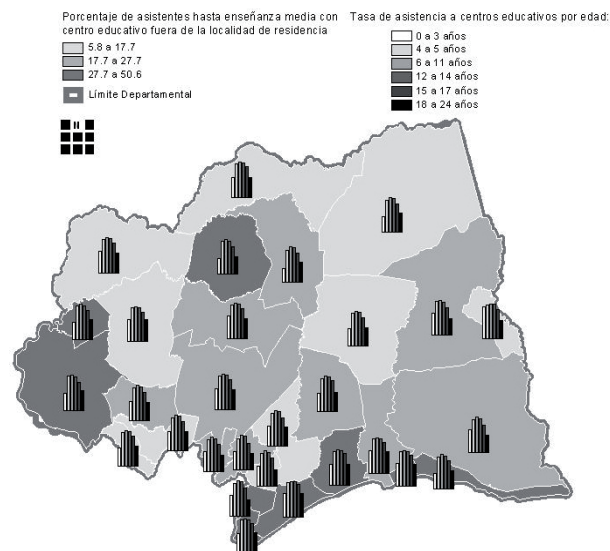 Porcentaje de asistentes hasta enseñanza media con
centro educativo fuera de la localidad de residencia
5.8 a 17.7
17.7 a 27.7
27.7 a 50.6
Límite Departamental
N
Tasa de asistencia a centros educativos por edad:
0 a 3 años
4 a 5 años
6 a 11 años
12 a 14 años
15 a 17 años
18 a 24 años